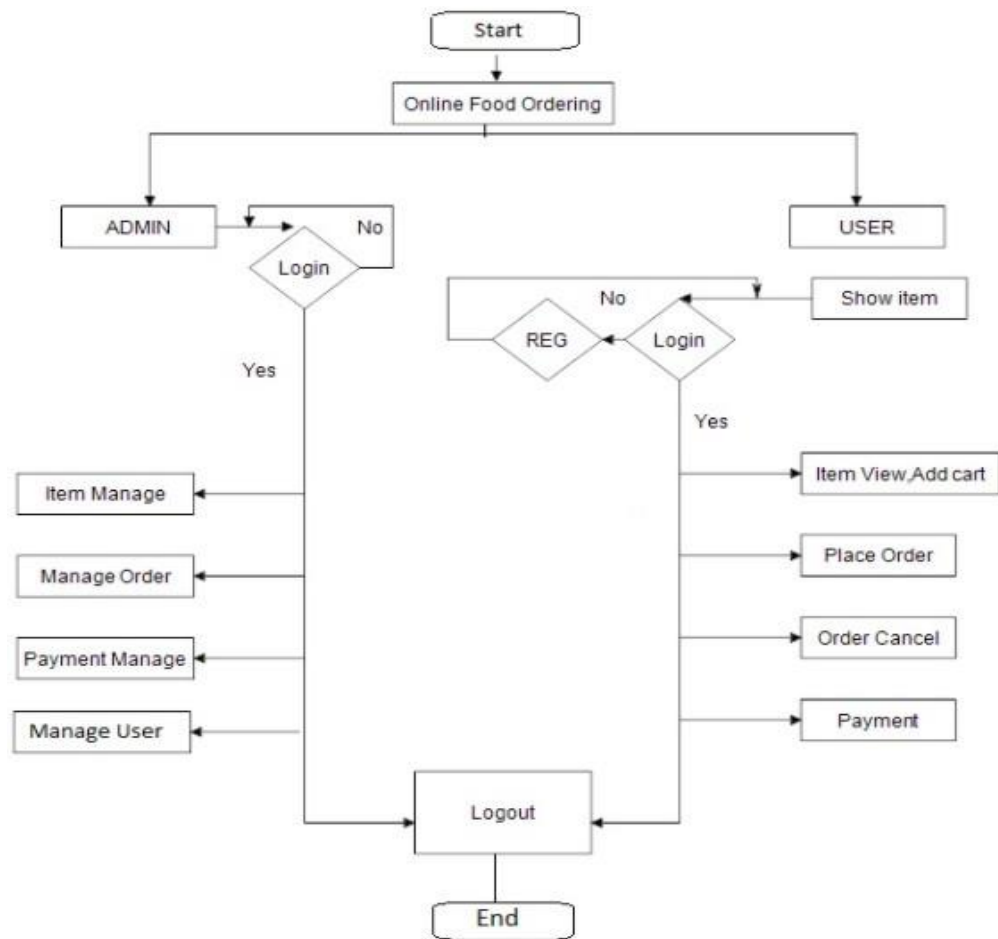 Start
Online Food Ordering
ADMIN
No
USER
Login
No
Show item
REG
Login
Yes
Yes
Item View,Add cart
Item Manage
Place Order
Manage Order
Order Cancel
Payment Manage
Payment
Manage User
Logout
End